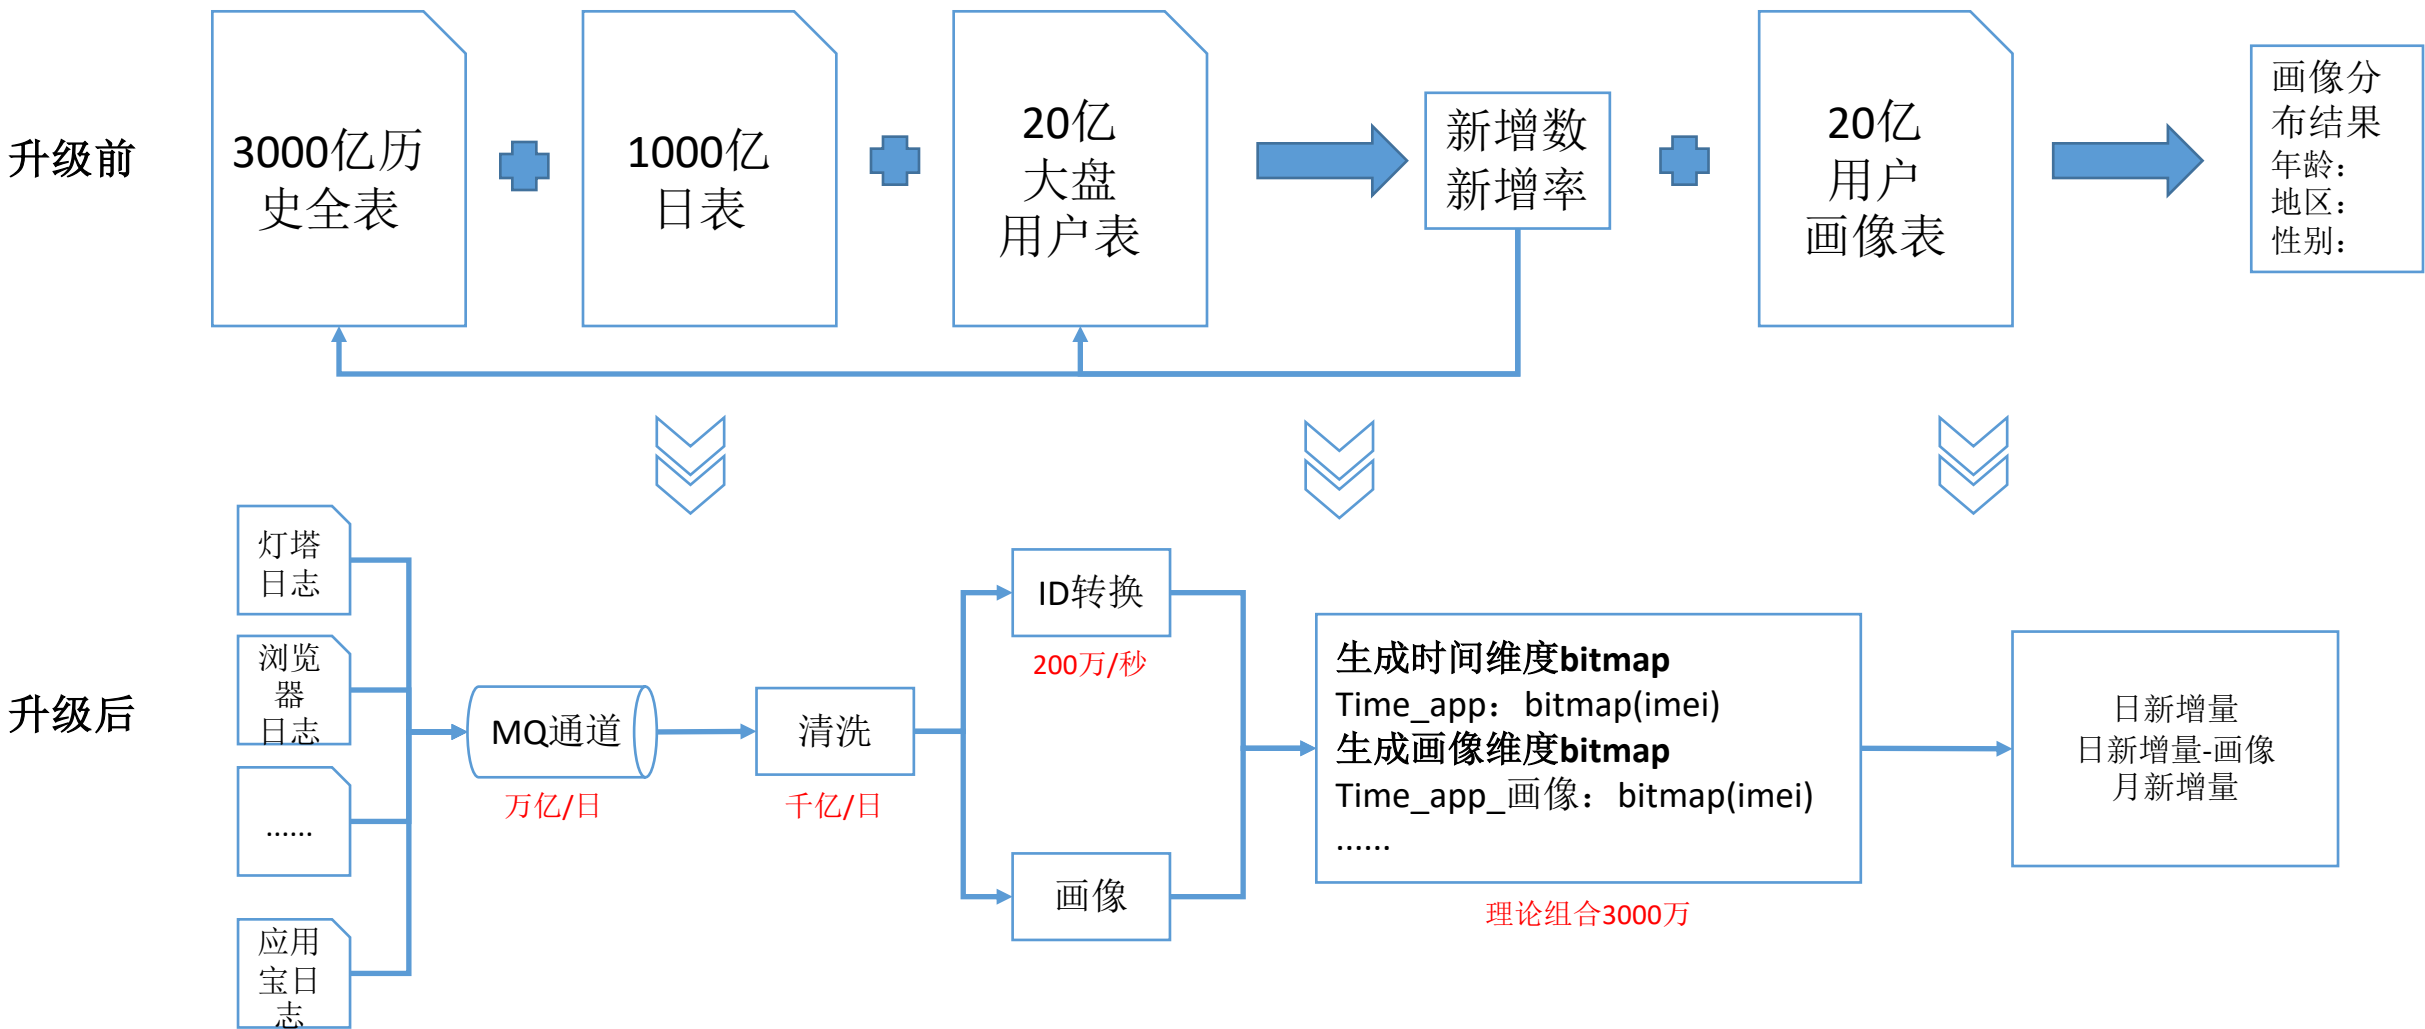 升级前
3000亿历
史全表
1000亿
日表
20亿
大盘
用户表
新增数
新增率
20亿
用户
画像表
画像分
布结果
年龄：
地区：
性别：
升级后
灯塔
日志
浏览
器
日志
......
应用
宝日
志
MQ通道
万亿/日
清洗
千亿/日
ID转换
200万/秒
画像
生成时间维度bitmap
Time_app：bitmap(imei)
生成画像维度bitmap
Time_app_画像：bitmap(imei)
......
理论组合3000万
日新增量
日新增量-画像
月新增量